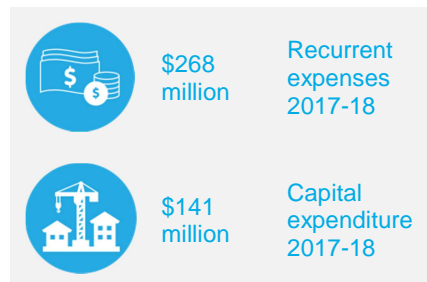 $
$
$268
million
Recurrent
expenses
2017-18
$141
million
Capital
expenditure
2017-18